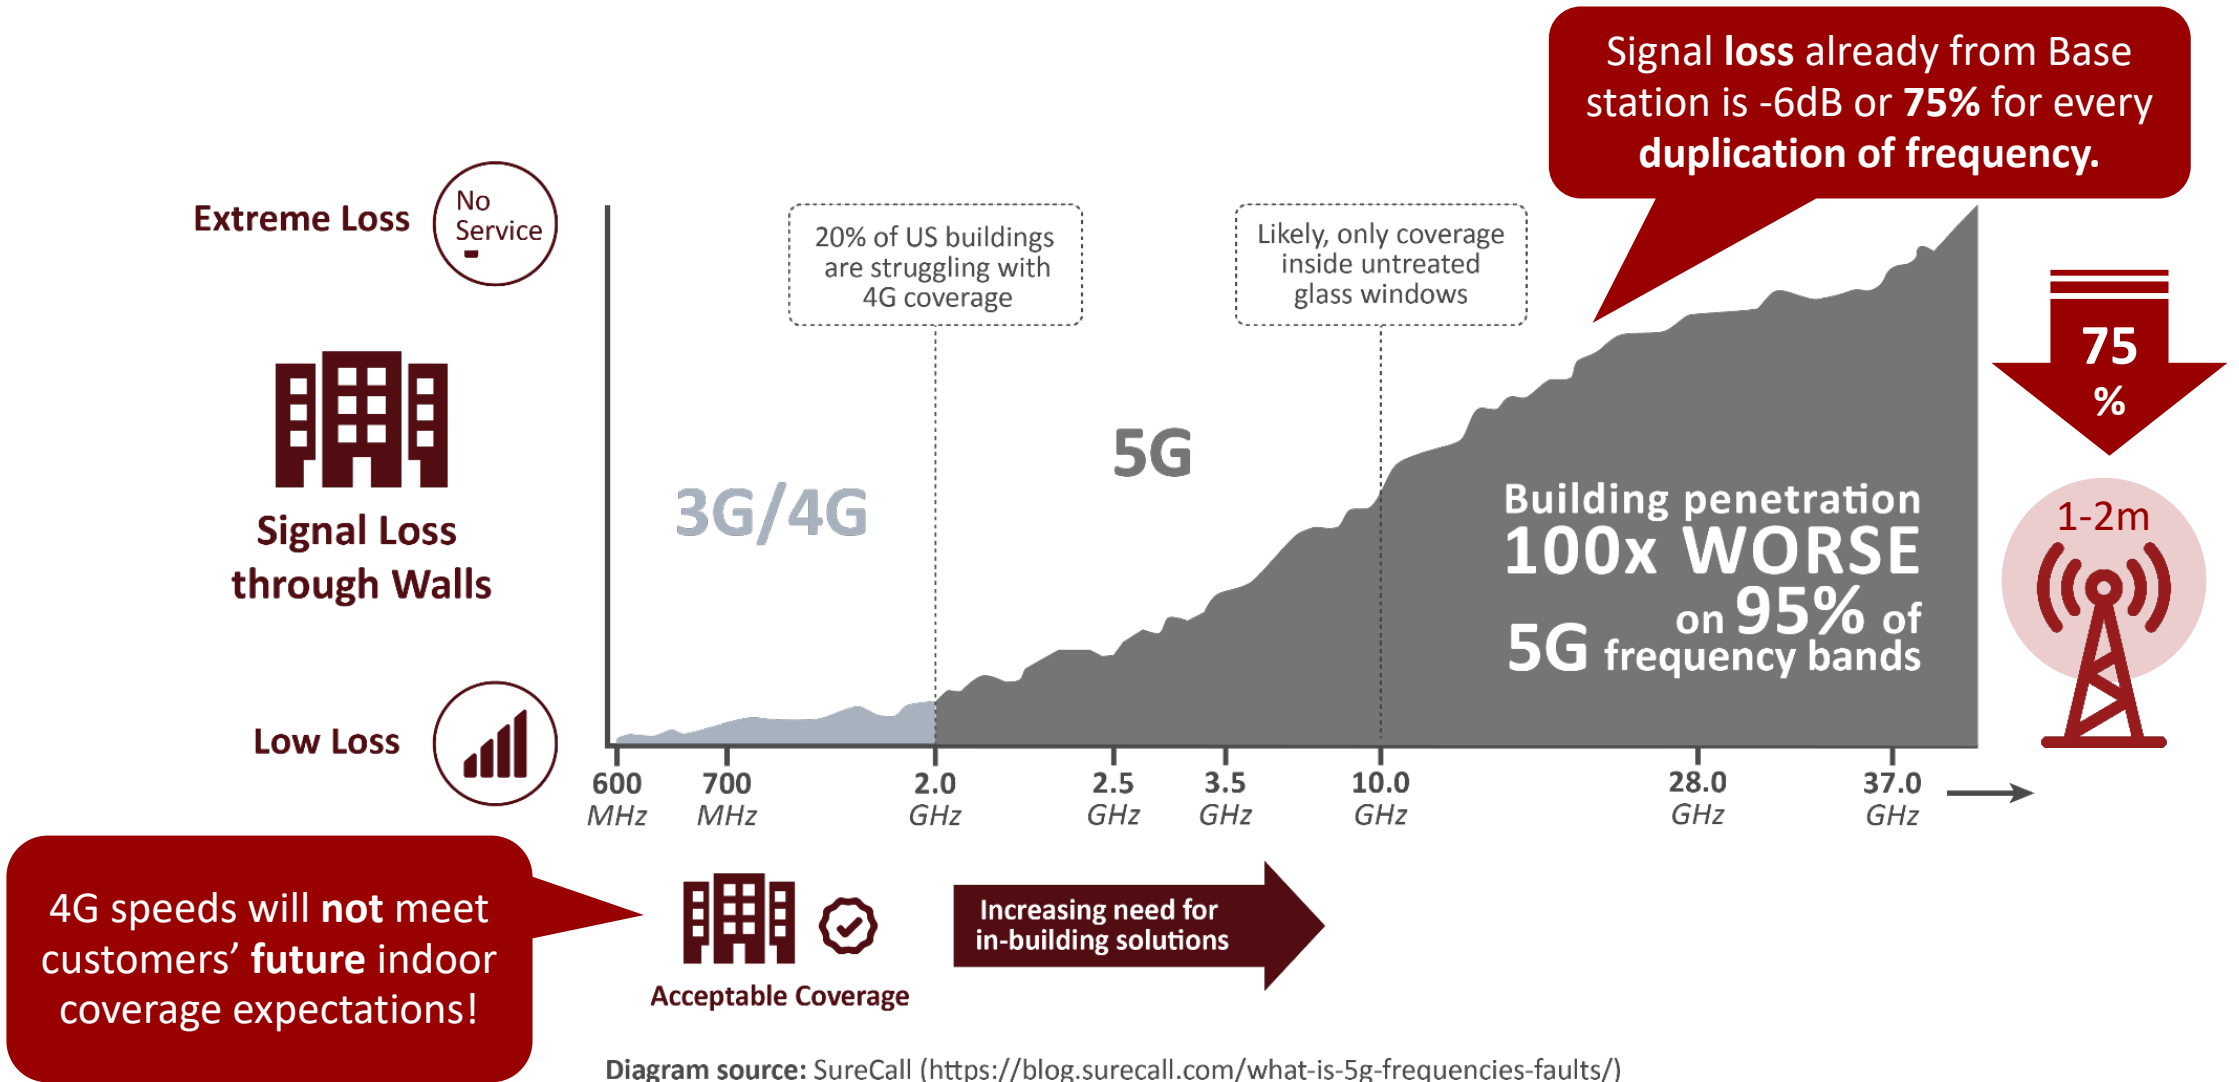 Signal loss already from Base
station is -6dB or 75% for every
duplication of frequency.
Extreme Loss
No
Service
20% of US buildings
are struggling with
4G coverage
Likely, only coverage
inside untreated
glass windows
75
%
5G
3G/4G
Signal Loss
through Walls
Building penetration
100x WORSE
on 95% of
5G frequency bands
1-2m
Low Loss
600
MHz
700
MHz
2.0
GHz
2.5
GHz
3.5
GHz
10.0
GHz
28.0
GHz
37.0
GHz
4G speeds will not meet
customers’ future indoor
coverage expectations!
Acceptable Coverage
Increasing need for
in-building solutions
Diagram source: SureCall (https://blog.surecall.com/what-is-5g-frequencies-faults/)